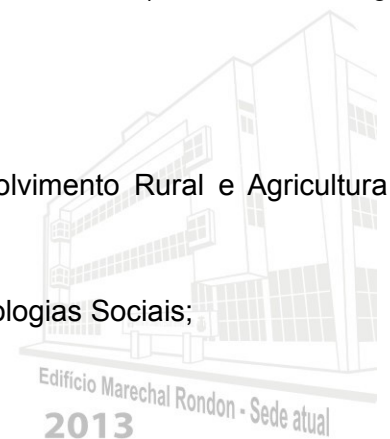 olvimento Rural e Agricultura
ologias Sociais;
Edifício Marechal Rondon - Sede atual
2013